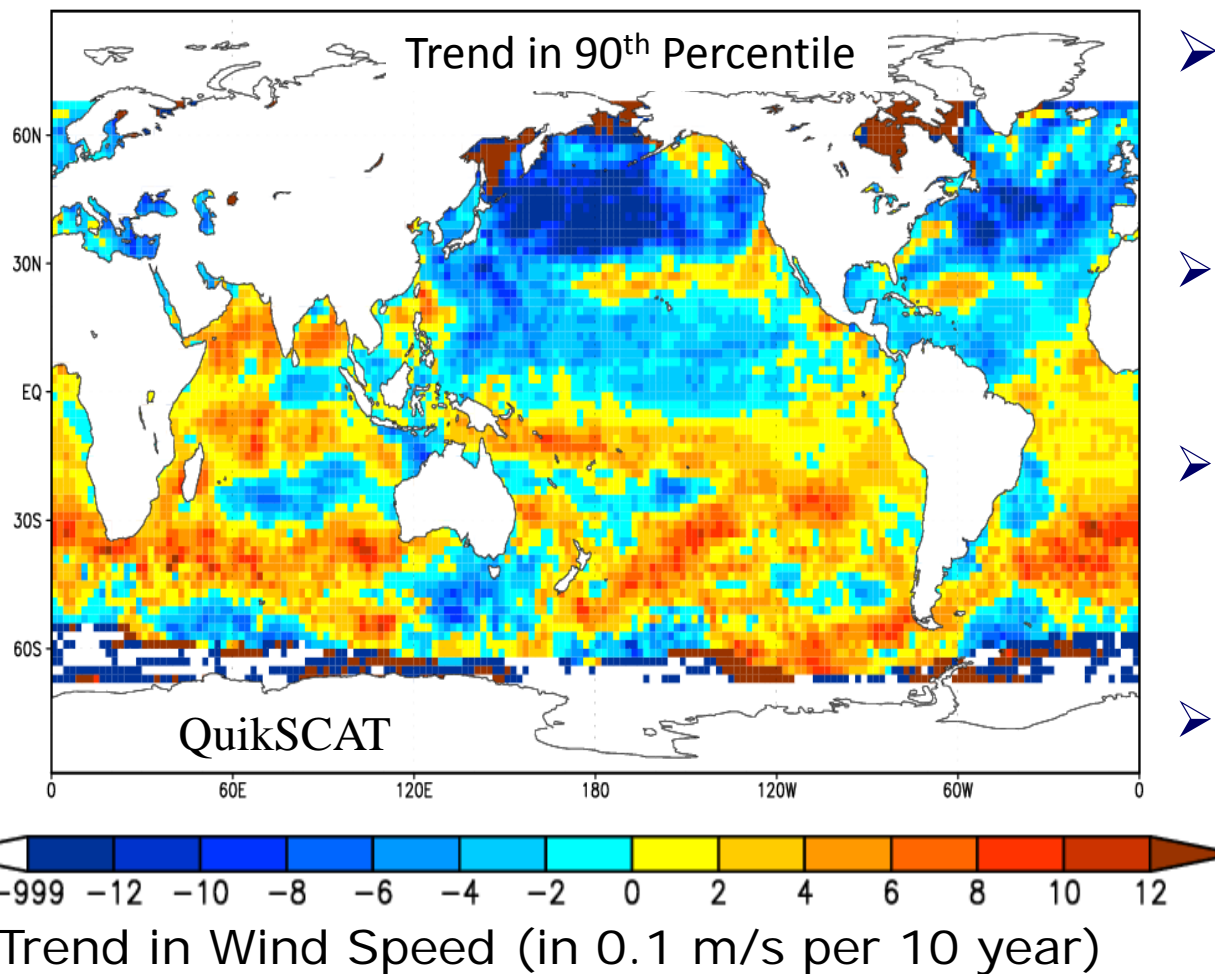 Trend in 90th Percentile
60N
30N
EQ
30S
60S
QuikSCAT
0 60E 120E 180 120W 60W 0
-999 -12 -10 -8 -6 -4 -2 0 2 4 6 8 10 12
Trend in Wind Speed (in 0.1 m/s per 10 year)